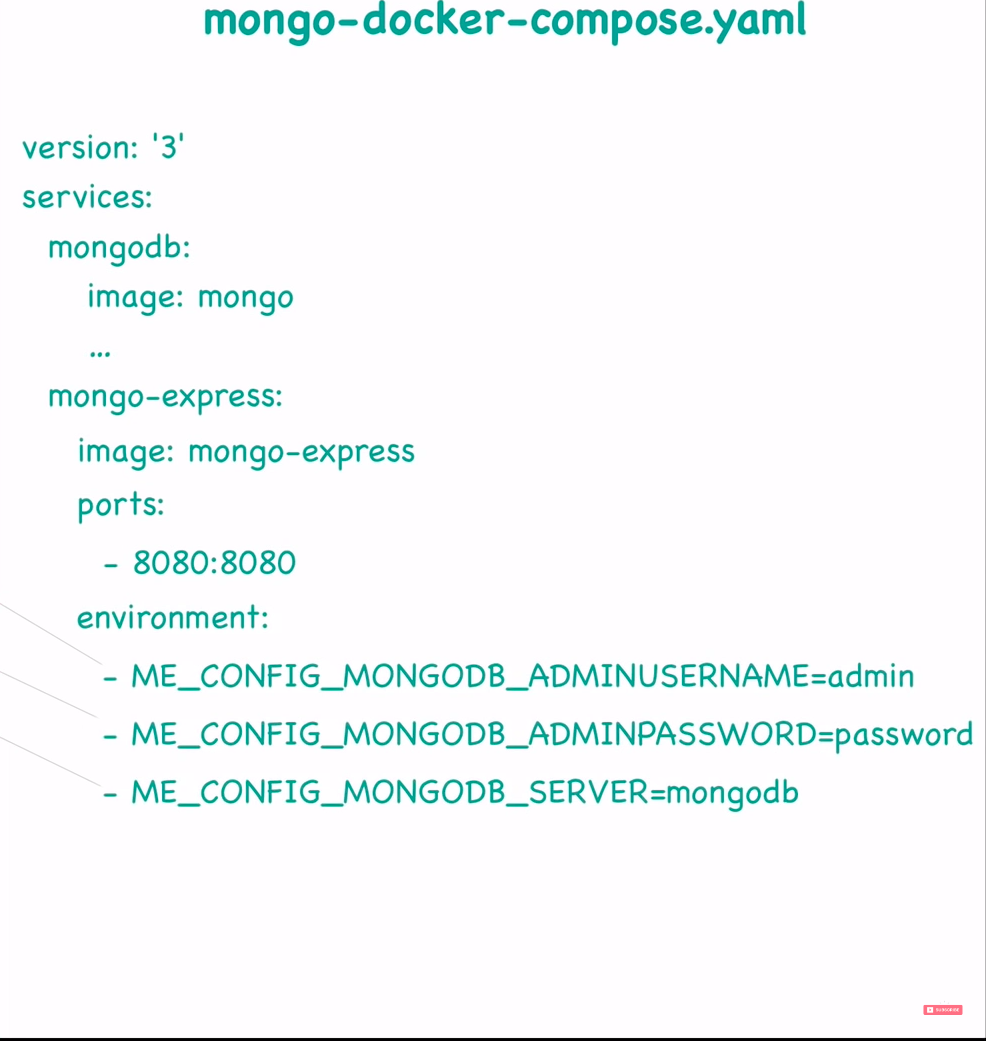 mongo-docker-compose.yaml
version: '3'
services:
mongodb:
image: mongo
...
mongo-express:
image: mongo-express
ports:
- 8080:8080
environment:
- ME_CONFIG_MONGODB_ADMINUSERNAME=admin
- ME_CONFIG_MONGODB_ADMINPASSWORD=password
- ME_CONFIG_MONGODB_SERVER=mongodb
SUBSCRIBE